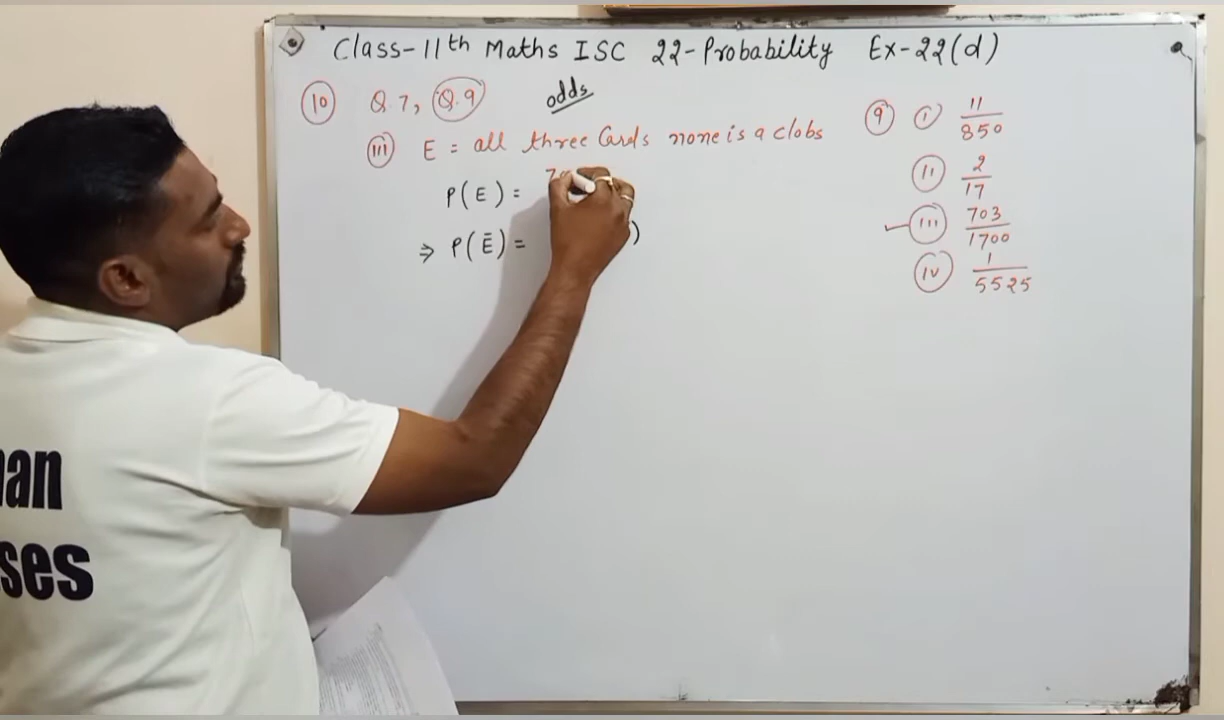 Class-11th Maths ISC 22-Probability Ex-22(d)
10 Q.7, Q.9 odds
(iii) E = all three Cards none is a clobs
P(E) =
⇒ P(Ē) = )
9 (i) 11/850
(ii) 2/17
(iii) 703/1700
(iv) 1/5525
an
ses